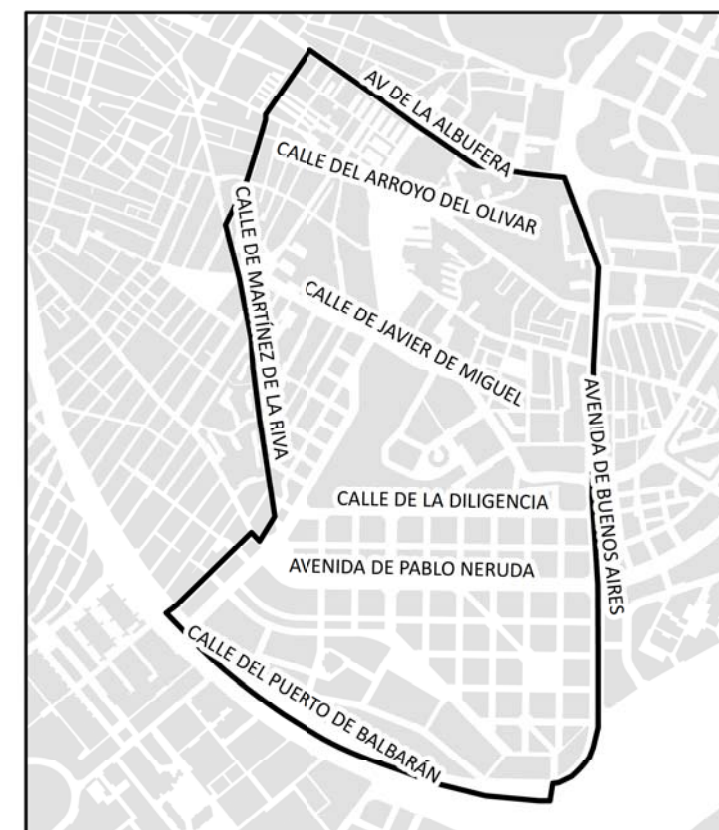 AV DE LA ALBUFERA
CALLE DEL ARROYO DEL OLIVAR
CALLE DE MARTÍNEZ DE LA RIVA
CALLE DE JAVIER DE MIGUEL
AVENIDA DE BUENOS AIRES
CALLE DE LA DILIGENCIA
AVENIDA DE PABLO NERUDA
CALLE DEL PUERTO DE BALBARÁN